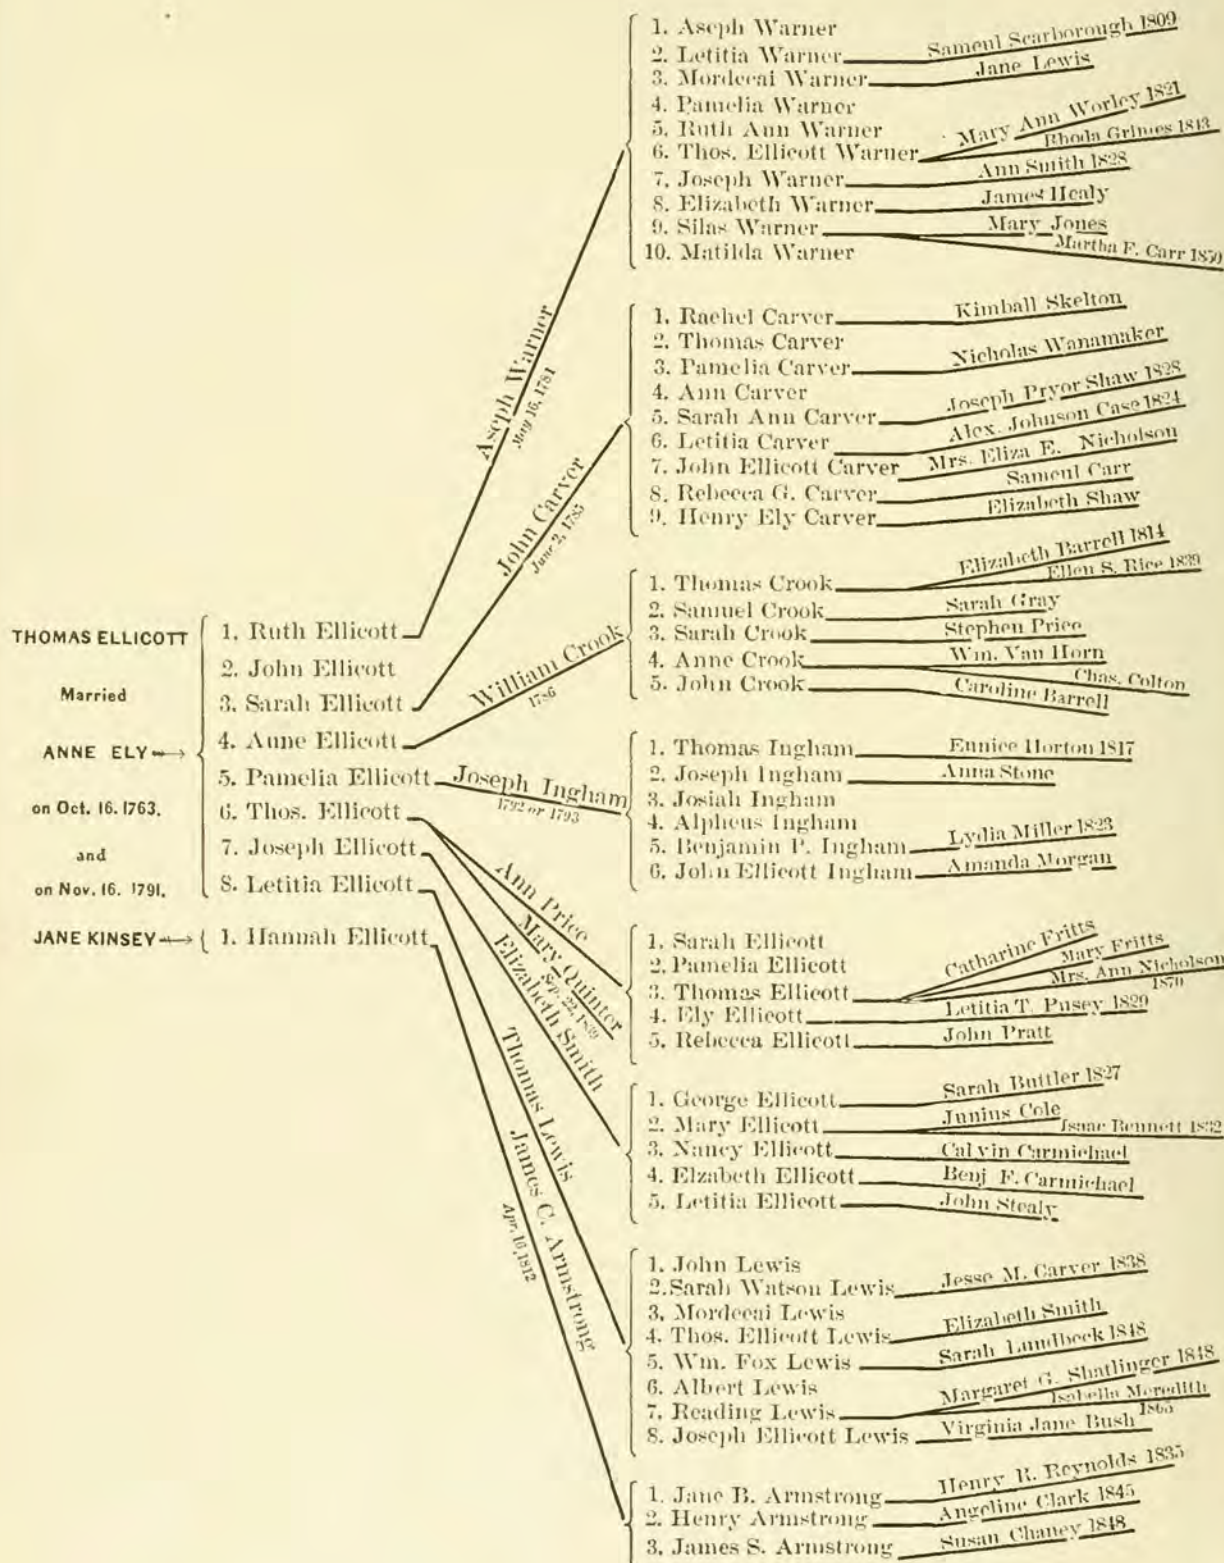 THOMAS ELLICOTT
Married
ANNE ELY
on Oct. 16. 1763.
and
on Nov. 16. 1791.
JANE KINSEY
1. Ruth Ellicott
2. John Ellicott
3. Sarah Ellicott
4. Anne Ellicott
5. Pamelia Ellicott
6. Thos. Ellicott
7. Joseph Ellicott
8. Letitia Ellicott
1. Hannah Ellicott
Aseph Warner
May 16, 1781
John Carver
June 2, 1785
William Crook
1786
Joseph Ingham
1792 or 1793
Ann Price
Mary Quinter
Sep. 22, 1839
Elizabeth Smith
Thomas Lewis
James C. Armstrong
Apr. 16, 1812
1. Aseph Warner
2. Letitia Warner Sameul Scarborough 1809
3. Mordecai Warner Jane Lewis
4. Pamelia Warner
5. Ruth Ann Warner
6. Thos. Ellicott Warner Mary Ann Worley 1821
Rhoda Grimes 1843
7. Joseph Warner Ann Smith 1828
8. Elizabeth Warner James Healy
9. Silas Warner Mary Jones
Martha F. Carr 1850
10. Matilda Warner
1. Rachel Carver Kimball Skelton
2. Thomas Carver
3. Pamelia Carver Nicholas Wanamaker
4. Ann Carver
5. Sarah Ann Carver Joseph Pryor Shaw 1828
6. Letitia Carver Alex. Johnson Case 1824
7. John Ellicott Carver Mrs. Eliza E. Nicholson
8. Rebecca G. Carver Sameul Carr
9. Henry Ely Carver Elizabeth Shaw
1. Thomas Crook Elizabeth Barrell 1814
Ellen S. Rice 1839
2. Samuel Crook Sarah Gray
3. Sarah Crook Stephen Price
4. Anne Crook Wm. Van Horn
Chas. Colton
5. John Crook Caroline Barrell
1. Thomas Ingham Eunice Horton 1817
2. Joseph Ingham Anna Stone
3. Josiah Ingham
4. Alpheus Ingham
5. Benjamin P. Ingham Lydia Miller 1823
6. John Ellicott Ingham Amanda Morgan
1. Sarah Ellicott
2. Pamelia Ellicott
3. Thomas Ellicott Catharine Fritts
Mary Fritts
Mrs. Ann Nicholson
1870
4. Ely Ellicott Letitia T. Pusey 1829
5. Rebecca Ellicott John Pratt
1. George Ellicott Sarah Buttler 1827
2. Mary Ellicott Junius Cole
Isaac Bennett 1832
3. Nancy Ellicott Calvin Carmichael
4. Elzabeth Ellicott Benj F. Carmichael
5. Letitia Ellicott John Stealy
1. John Lewis
2. Sarah Watson Lewis Jesse M. Carver 1838
3. Mordecai Lewis
4. Thos. Ellicott Lewis Elizabeth Smith
5. Wm. Fox Lewis Sarah Lundbeck 1848
6. Albert Lewis
7. Reading Lewis Margaret G. Shatlinger 1848
Isabella Meredith
1865
8. Joseph Ellicott Lewis Virginia Jane Bush
1. Jane B. Armstrong Henry R. Reynolds 1835
2. Henry Armstrong Angeline Clark 1845
3. James S. Armstrong Susan Chaney 1848